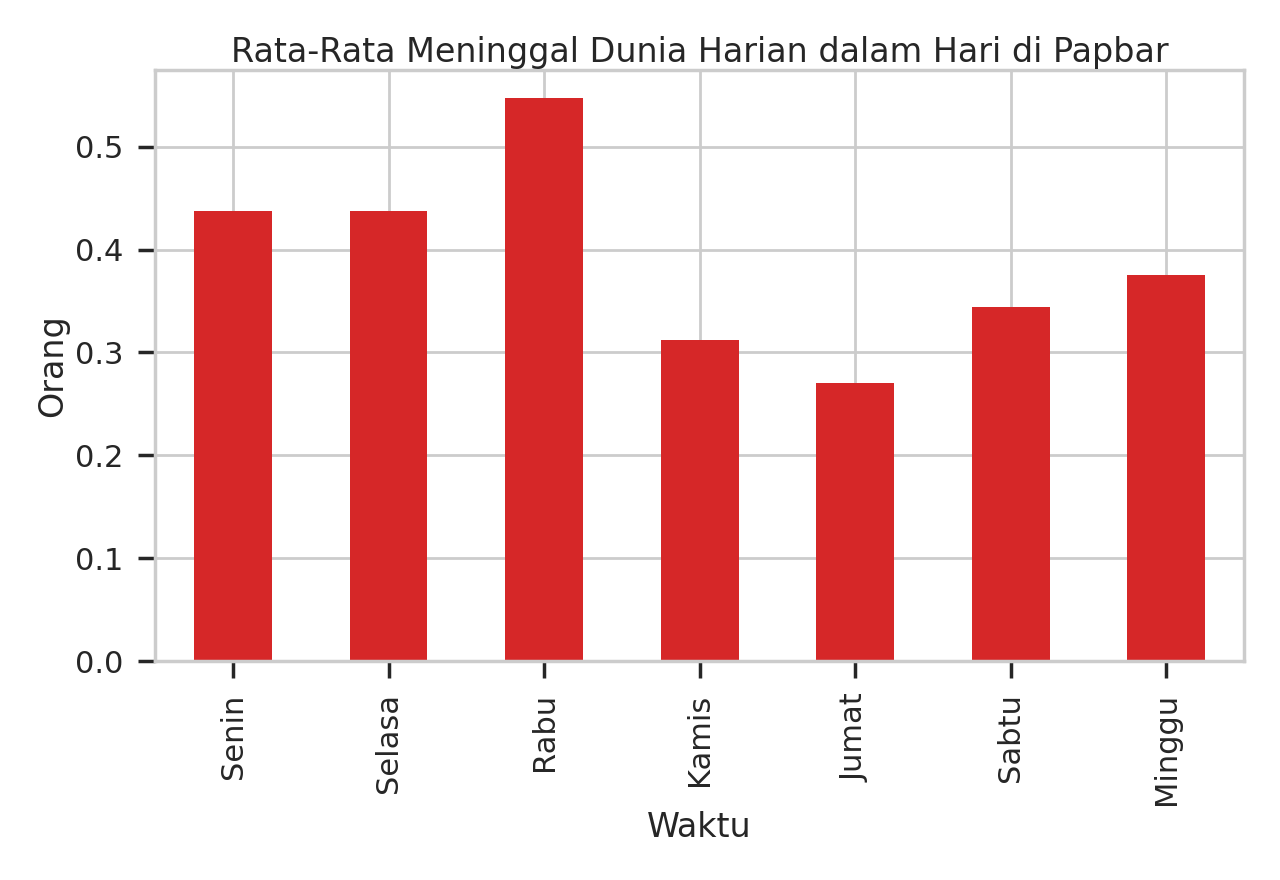 Rata-Rata Meninggal Dunia Harian dalam Hari di Papbar
Orang
0.5
0.4
0.3
0.2
0.1
0.0
Senin
Selasa
Rabu
Kamis
Jumat
Sabtu
Minggu
Waktu